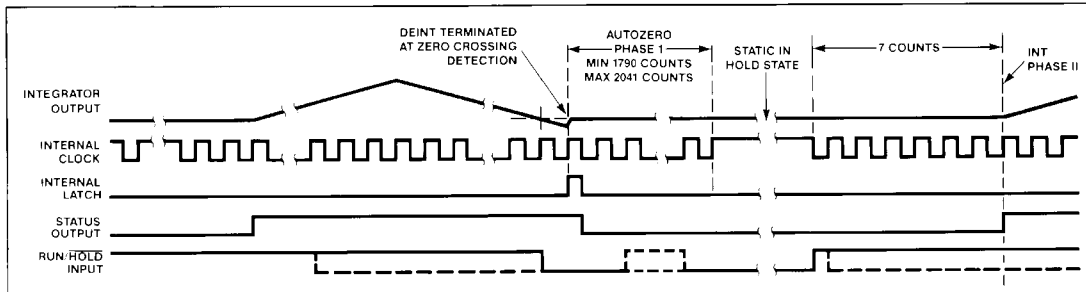 DEINT TERMINATED
AT ZERO CROSSING
DETECTION
AUTOZERO
PHASE 1
MIN 1790 COUNTS
MAX 2041 COUNTS
STATIC IN
HOLD STATE
7 COUNTS
INT
PHASE II
INTEGRATOR
OUTPUT
INTERNAL
CLOCK
INTERNAL
LATCH
STATUS
OUTPUT
RUN/HOLD
INPUT